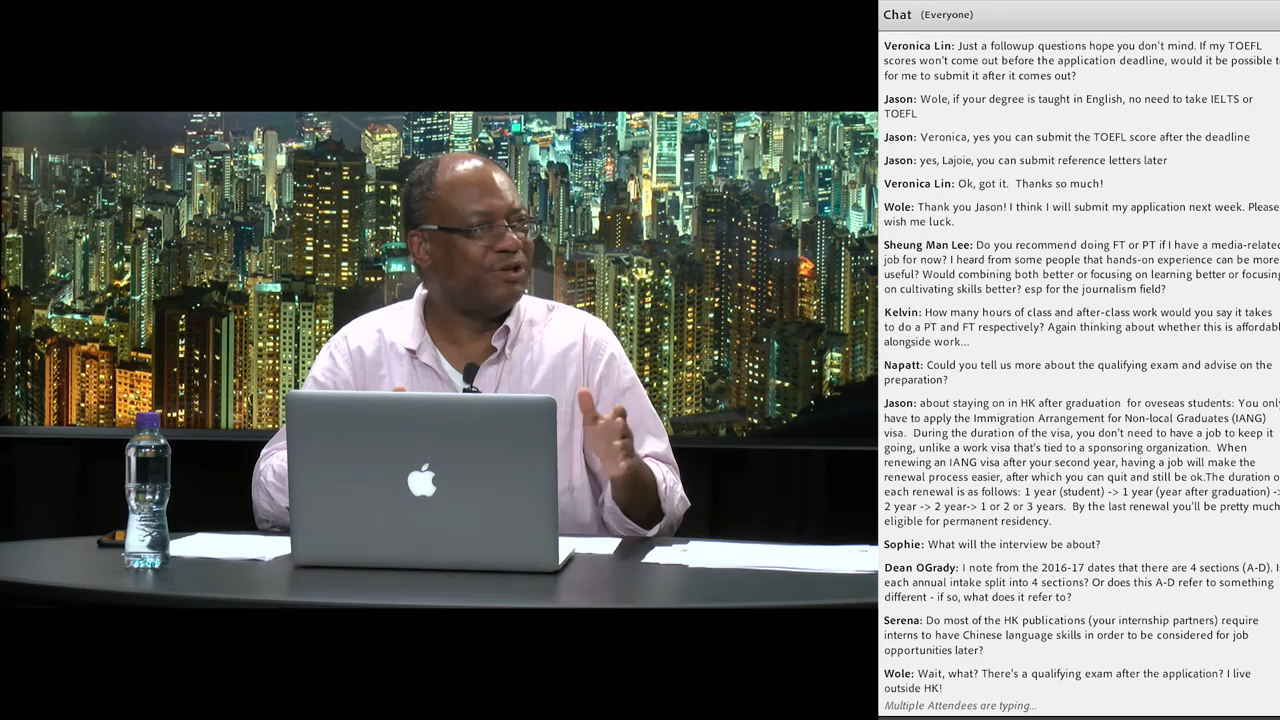 Chat (Everyone)
Veronica Lin: Just a followup questions hope you don't mind. If my TOEFL
scores won't come out before the application deadline, would it be possible t
for me to submit it after it comes out?
Jason: Wole, if your degree is taught in English, no need to take IELTS or
TOEFL
Jason: Veronica, yes you can submit the TOEFL score after the deadline
Jason: yes, Lajoie, you can submit reference letters later
Veronica Lin: Ok, got it.  Thanks so much!
Wole: Thank you Jason! I think I will submit my application next week. Please
wish me luck.
Sheung Man Lee: Do you recommend doing FT or PT if I have a media-relate
job for now? I heard from some people that hands-on experience can be more
useful? Would combining both better or focusing on learning better or focusing
on cultivating skills better? esp for the journalism field?
Kelvin: How many hours of class and after-class work would you say it takes
to do a PT and FT respectively? Again thinking about whether this is affordab
alongside work...
Napatt: Could you tell us more about the qualifying exam and advise on the
preparation?
Jason: about staying on in HK after graduation  for oveseas students: You only
have to apply the Immigration Arrangement for Non-local Graduates (IANG)
visa.  During the duration of the visa, you don't need to have a job to keep it
going, unlike a work visa that's tied to a sponsoring organization.  When
renewing an IANG visa after your second year, having a job will make the
renewal process easier, after which you can quit and still be ok.The duration o
each renewal is as follows: 1 year (student) -> 1 year (year after graduation) -
2 year -> 2 year-> 1 or 2 or 3 years.  By the last renewal you'll be pretty much
eligible for permanent residency.
Sophie: What will the interview be about?
Dean OGrady: I note from the 2016-17 dates that there are 4 sections (A-D). I
each annual intake split into 4 sections? Or does this A-D refer to something
different - if so, what does it refer to?
Serena: Do most of the HK publications (your internship partners) require
interns to have Chinese language skills in order to be considered for job
opportunities later?
Wole: Wait, what? There's a qualifying exam after the application? I live
outside HK!
Multiple Attendees are typing...